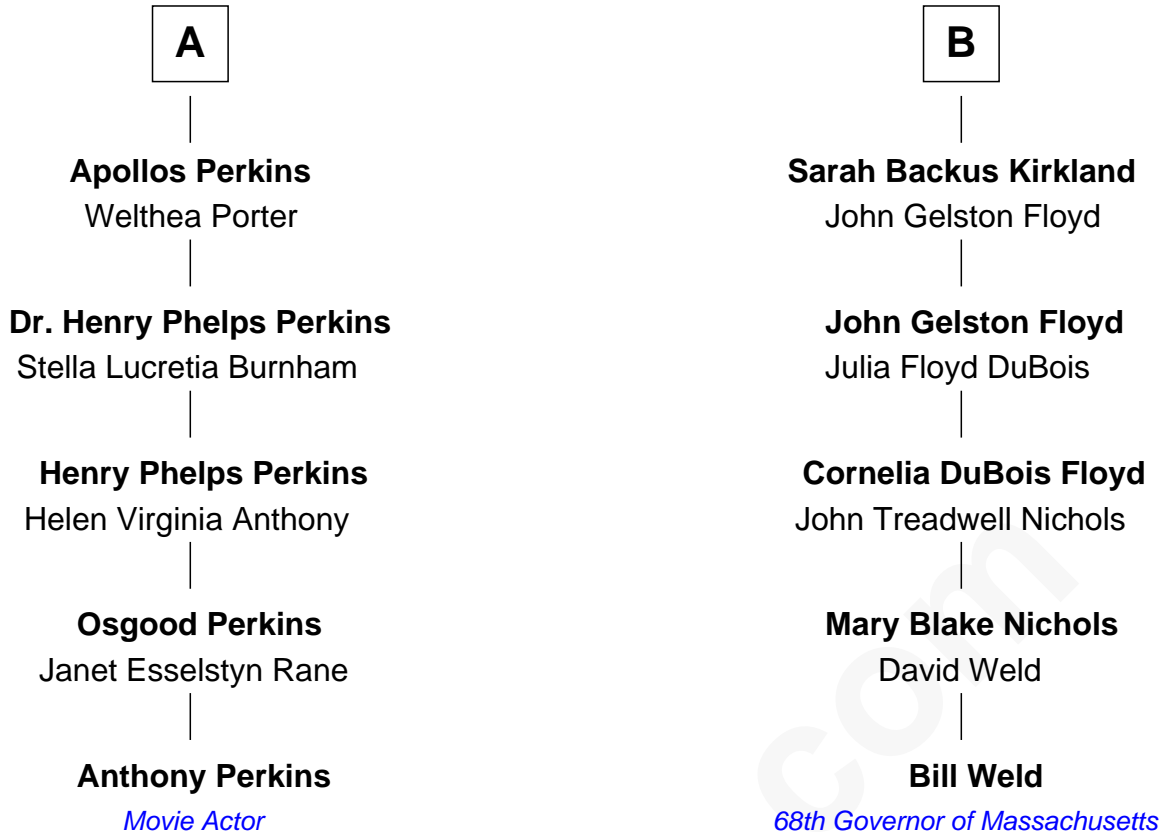 A
B
Apollos Perkins
Welthea Porter
Sarah Backus Kirkland
John Gelston Floyd
Dr. Henry Phelps Perkins
Stella Lucretia Burnham
John Gelston Floyd
Julia Floyd DuBois
Henry Phelps Perkins
Helen Virginia Anthony
Cornelia DuBois Floyd
John Treadwell Nichols
Osgood Perkins
Janet Esselstyn Rane
Mary Blake Nichols
David Weld
Anthony Perkins
Movie Actor
Bill Weld
68th Governor of Massachusetts
com